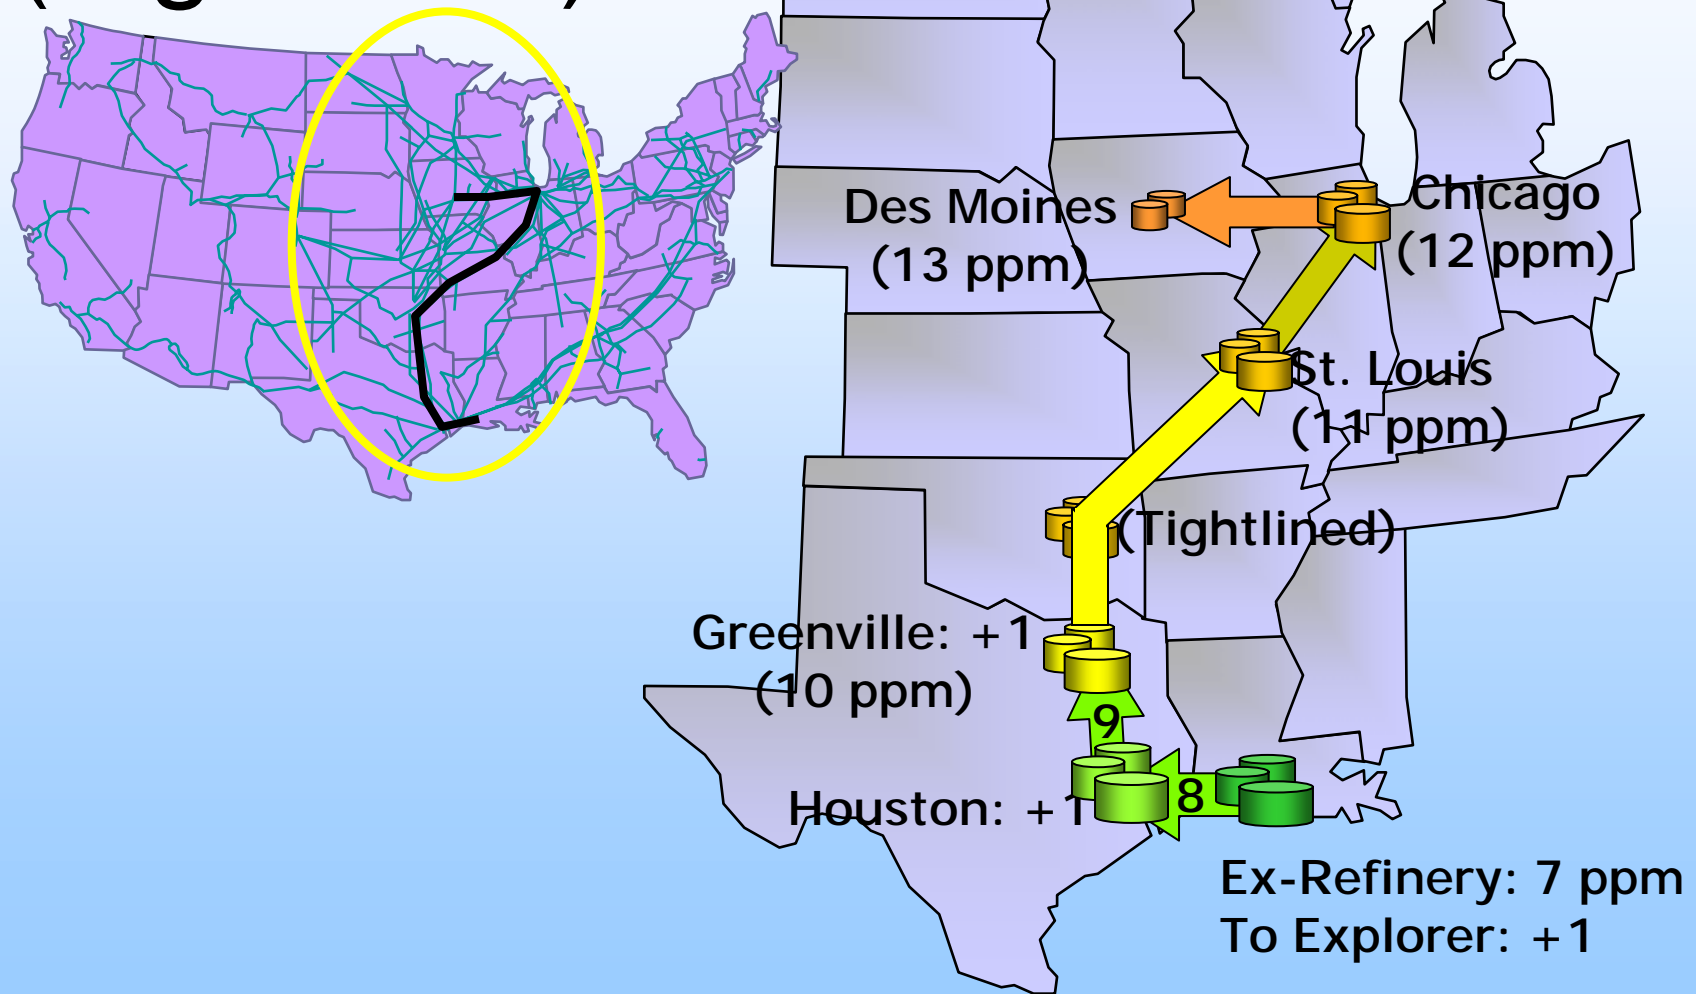 Des Moines
(13 ppm)
Chicago
(12 ppm)
St. Louis
(11 ppm)
(Tightlined)
Greenville: +1
(10 ppm)
9
Houston: +1
8
Ex-Refinery: 7 ppm
To Explorer: +1